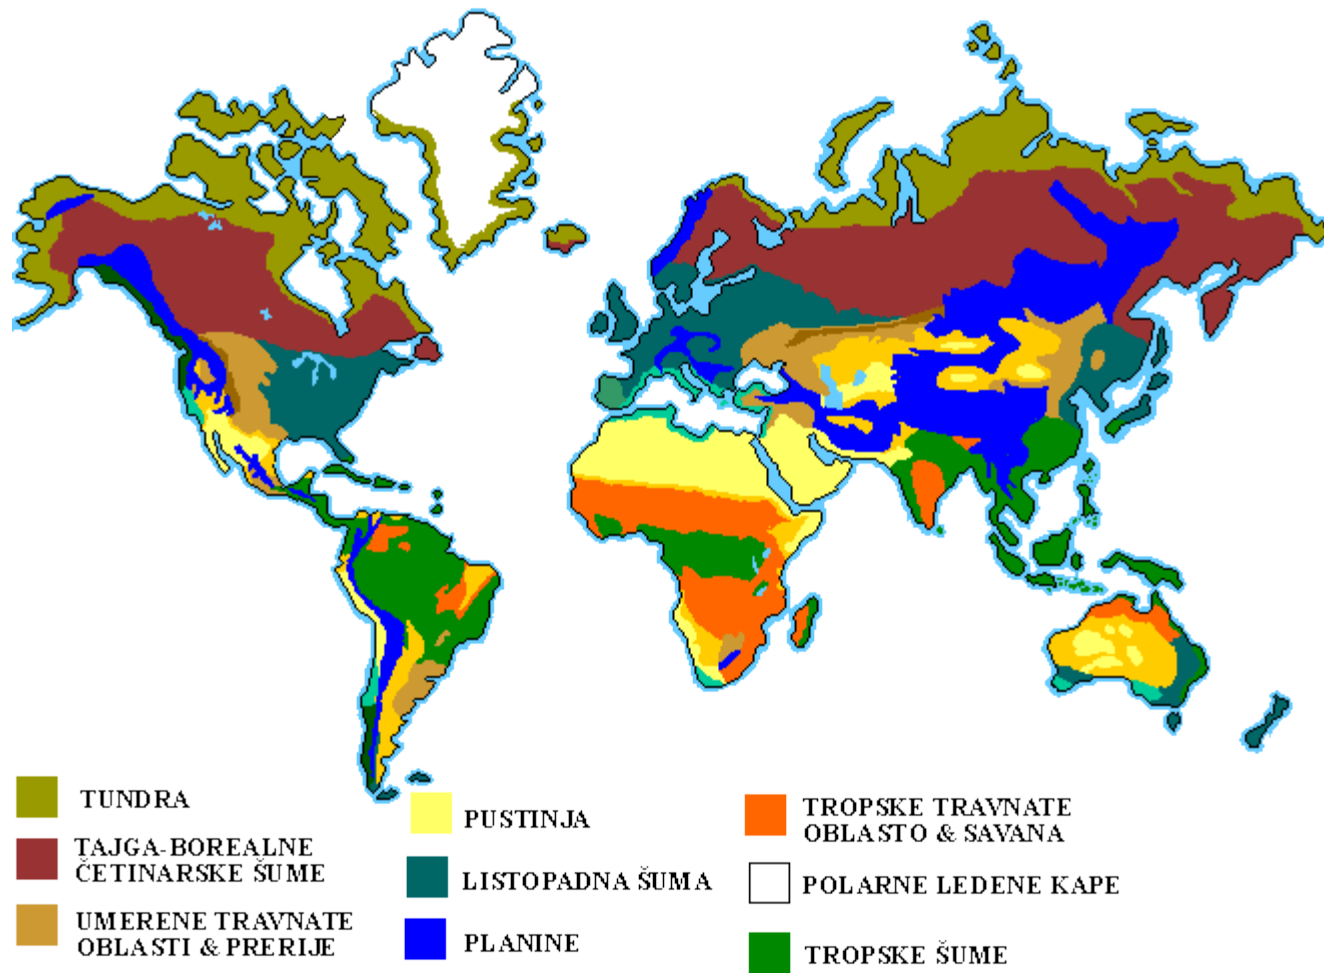 TUNDRA
TAJGA-BOREALNE
ČETINARSKE ŠUME
UMERENE TRAVNATE
OBLASTI & PRERIJE
PUSTINJA
LISTOPADNA ŠUMA
PLANINE
TROPSKE TRAVNATE
OBLASTO & SAVANA
POLARNE LEDENE KAPE
TROPSKE ŠUME